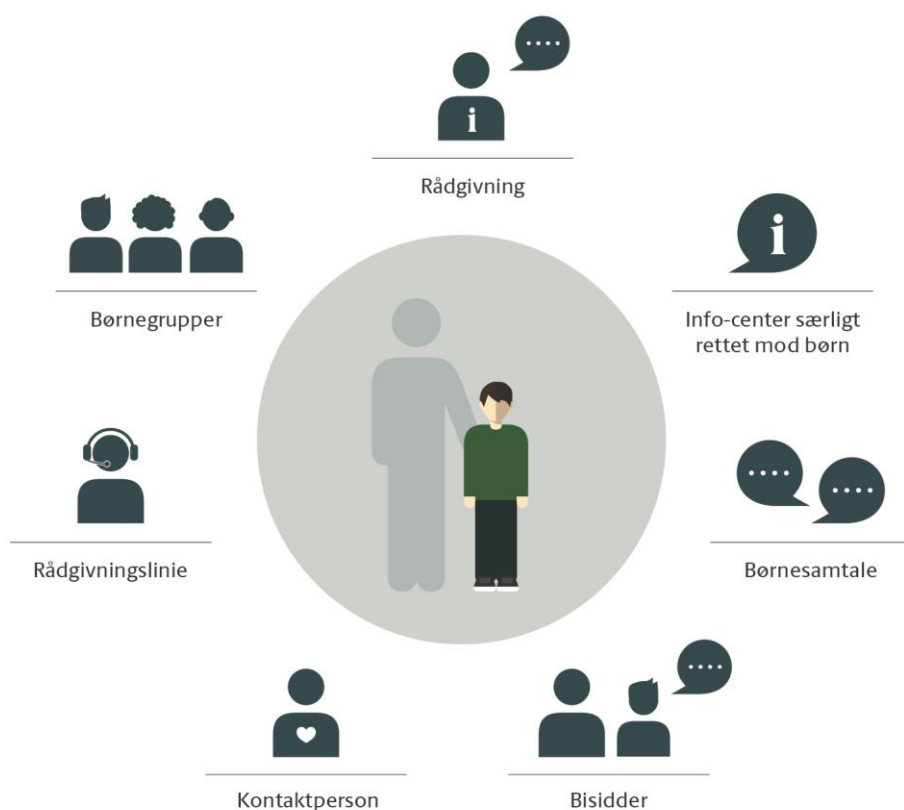 Rådgivning
Børnegrupper
Info-center særligt
rettet mod børn
Rådgivningslinie
Børnesamtale
Kontaktperson
Bisidder